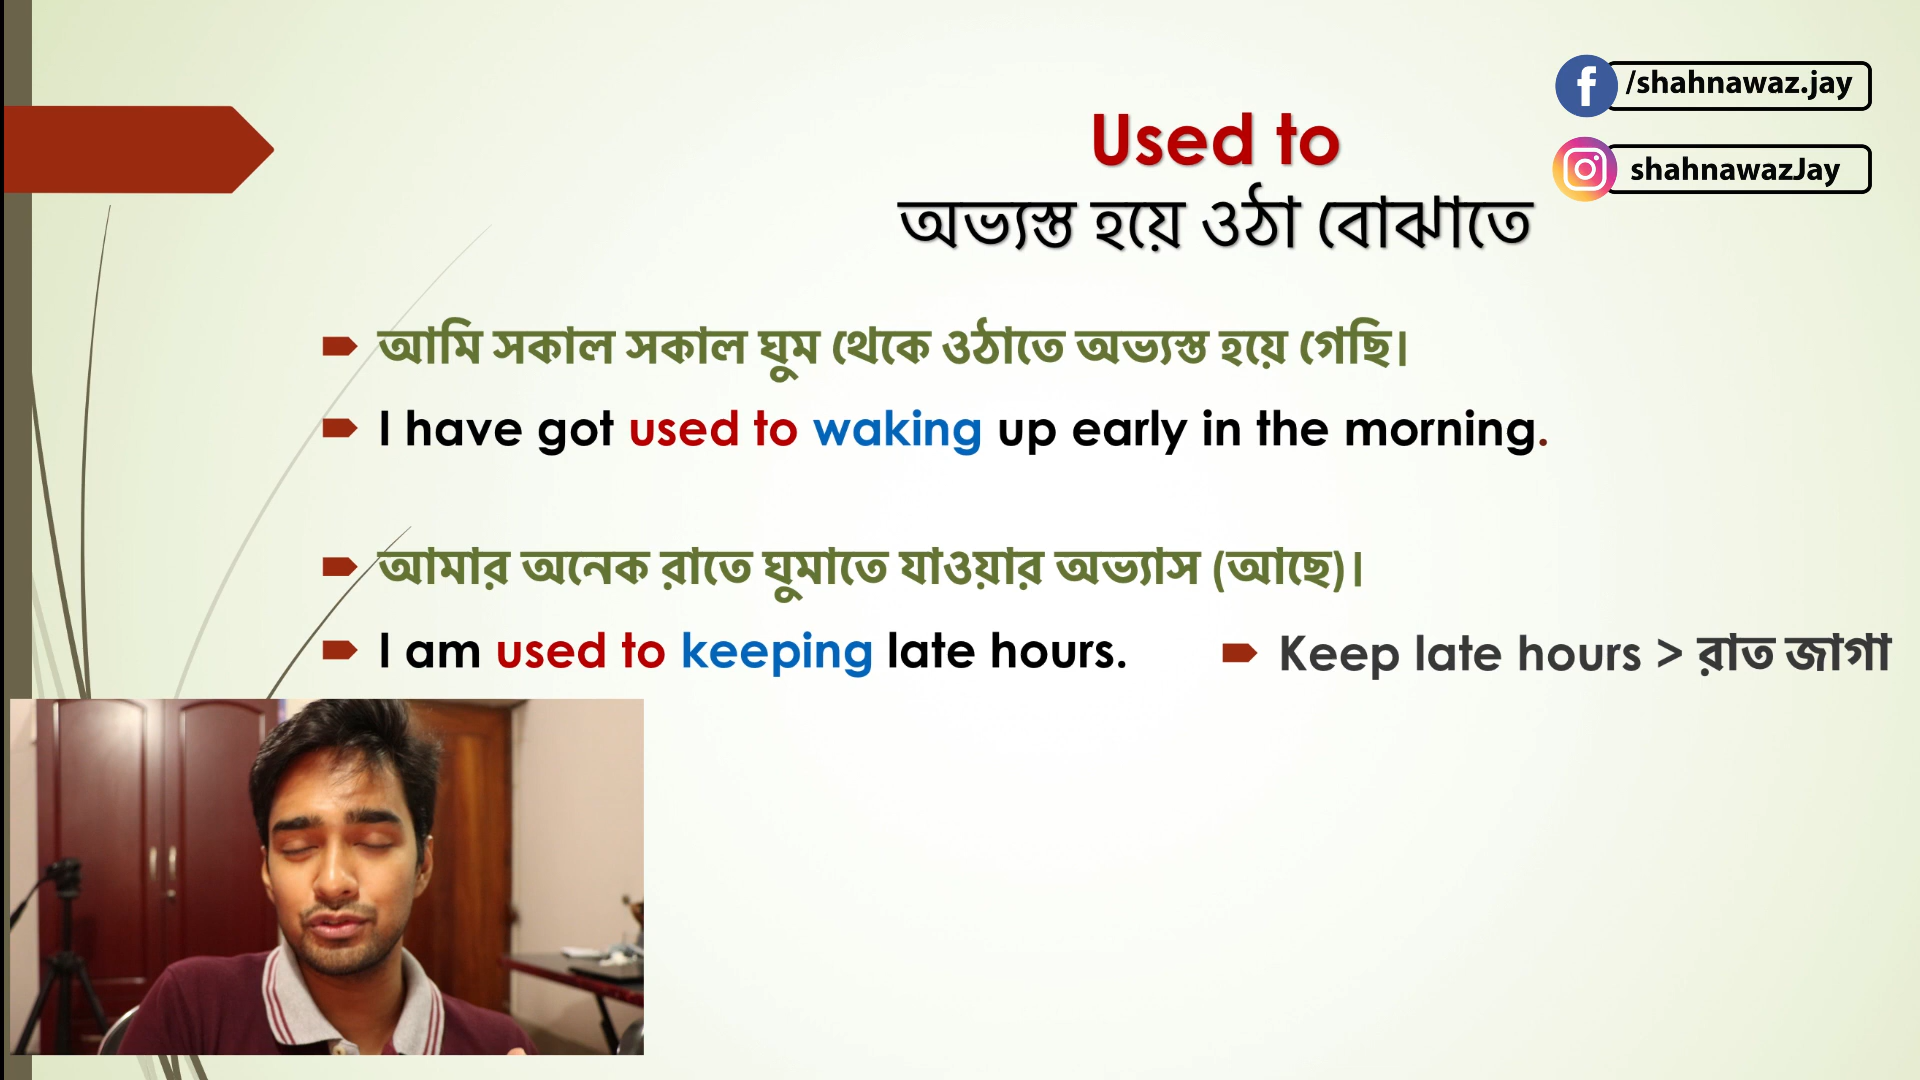 /shahnawaz.jay
shahnawazJay
Used to
অভ্যস্ত হয়ে ওঠা বোঝাতে
আমি সকাল সকাল ঘুম থেকে ওঠাতে অভ্যস্ত হয়ে গেছি।
I have got used to waking up early in the morning.
আমার অনেক রাতে ঘুমাতে যাওয়ার অভ্যাস (আছে)।
I am used to keeping late hours.
Keep late hours > রাত জাগা